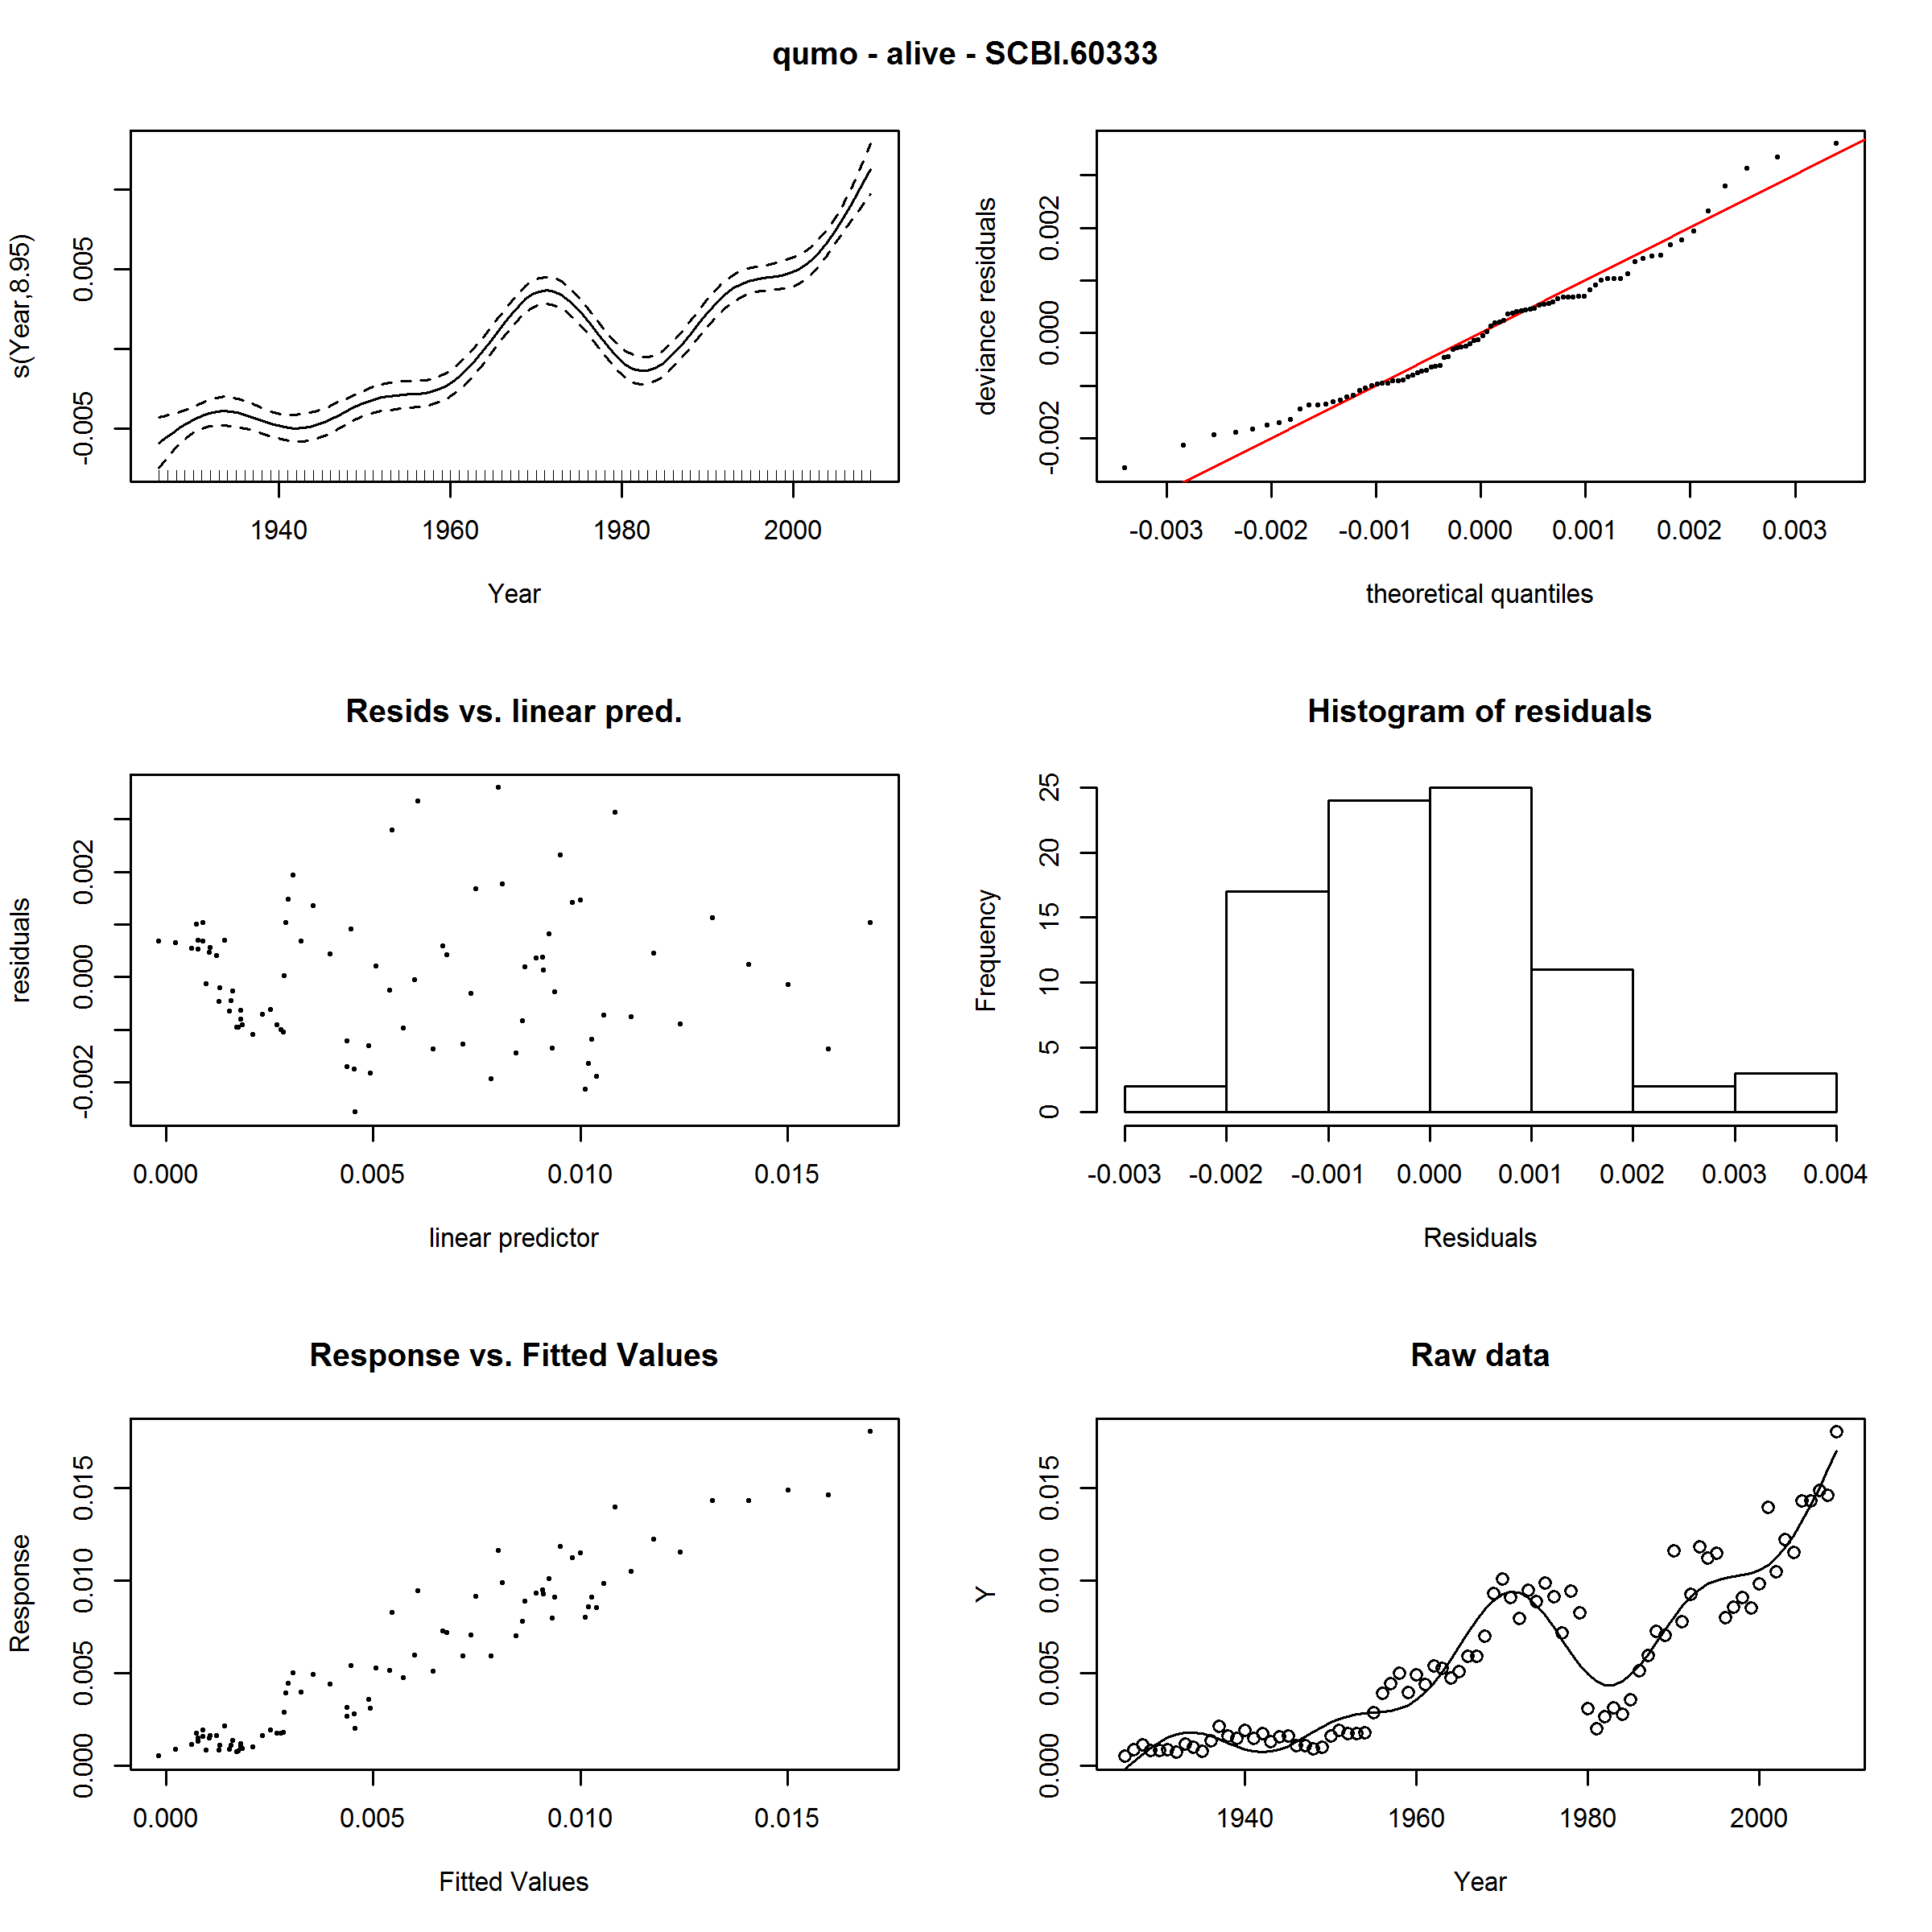 qumo - alive - SCBI.60333
s(Year,8.95)
-0.005 0.005
1940 1960 1980 2000
Year
deviance residuals
-0.002 0.000 0.002
-0.003 -0.002 -0.001 0.000 0.001 0.002 0.003
theoretical quantiles
Resids vs. linear pred.
residuals
-0.002 0.000 0.002
0.000 0.005 0.010 0.015
linear predictor
Histogram of residuals
Frequency
0 5 10 15 20 25
-0.003 -0.002 -0.001 0.000 0.001 0.002 0.003 0.004
Residuals
Response vs. Fitted Values
Response
0.000 0.005 0.010 0.015
0.000 0.005 0.010 0.015
Fitted Values
Raw data
Y
0.000 0.005 0.010 0.015
1940 1960 1980 2000
Year